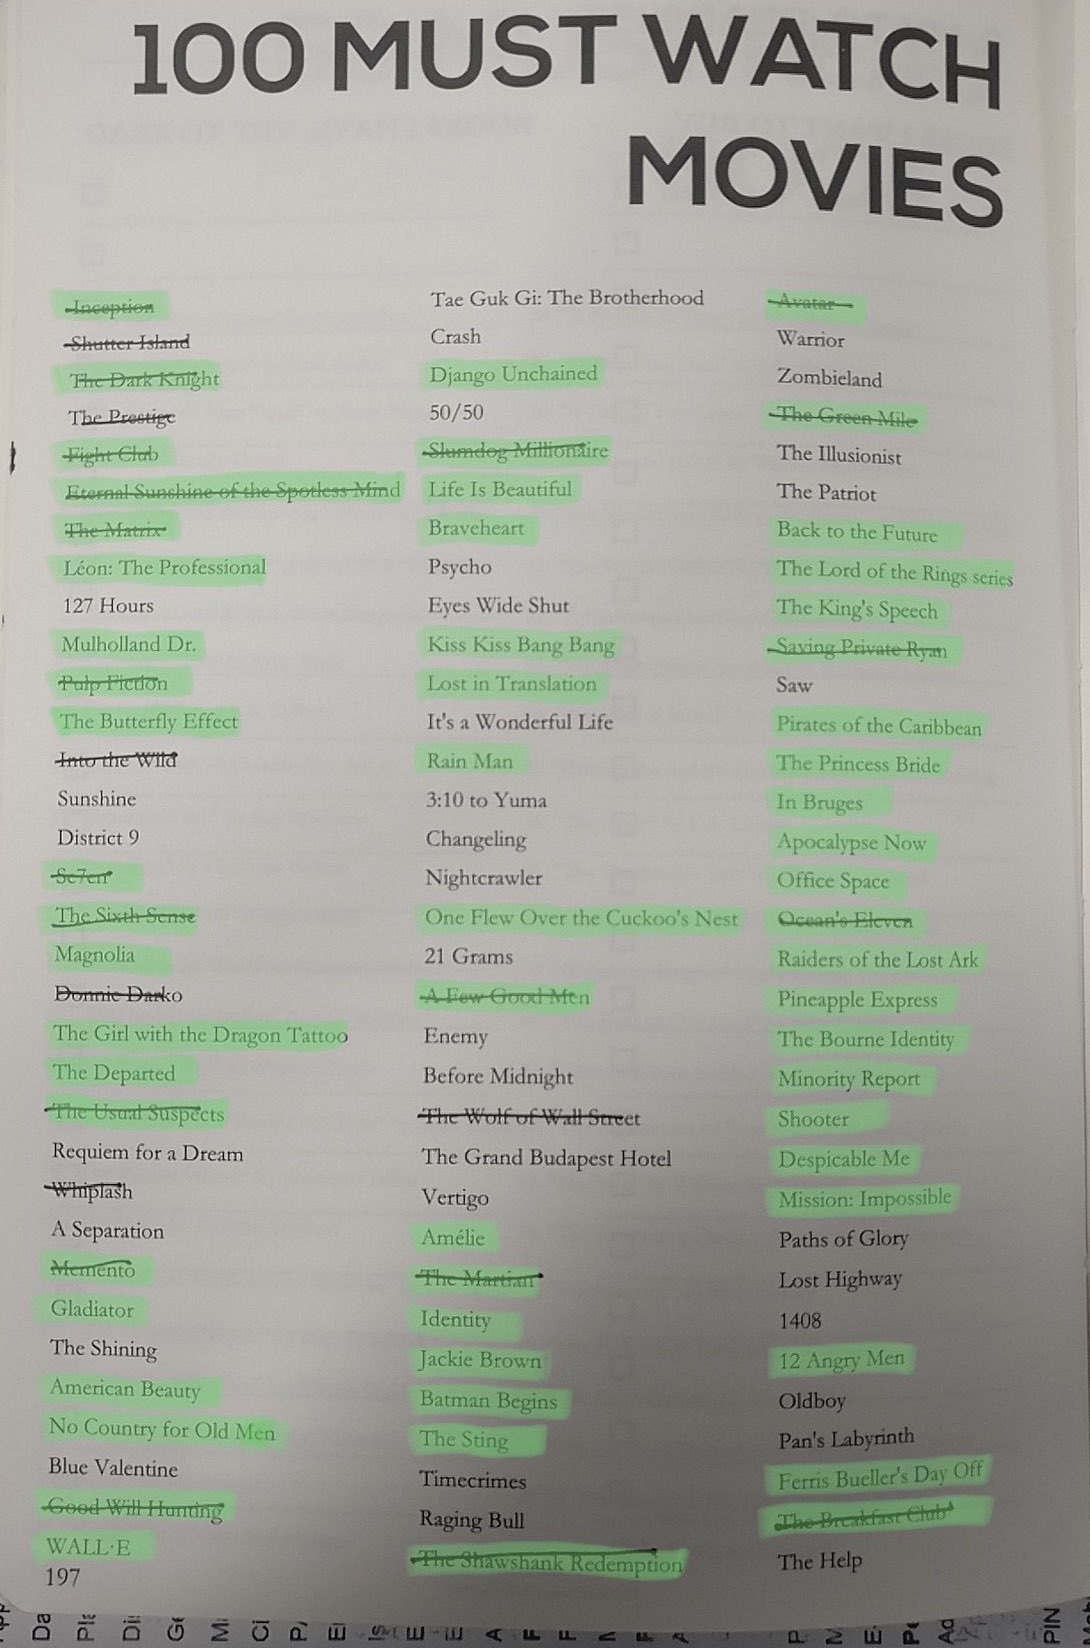 100 MUST WATCH
MOVIES
Inception
Shutter Island
The Dark Knight
The Prestige
Fight Club
Eternal Sunshine of the Spotless Mind
The Matrix
Léon: The Professional
127 Hours
Mulholland Dr.
Pulp Fiction
The Butterfly Effect
Into the Wild
Sunshine
District 9
Se7en
The Sixth Sense
Magnolia
Donnie Darko
The Girl with the Dragon Tattoo
The Departed
The Usual Suspects
Requiem for a Dream
Whiplash
A Separation
Memento
Gladiator
The Shining
American Beauty
No Country for Old Men
Blue Valentine
Good Will Hunting
WALL·E
197
Tae Guk Gi: The Brotherhood
Crash
Django Unchained
50/50
Slumdog Millionaire
Life Is Beautiful
Braveheart
Psycho
Eyes Wide Shut
Kiss Kiss Bang Bang
Lost in Translation
It's a Wonderful Life
Rain Man
3:10 to Yuma
Changeling
Nightcrawler
One Flew Over the Cuckoo's Nest
21 Grams
A Few Good Men
Enemy
Before Midnight
The Wolf of Wall Street
The Grand Budapest Hotel
Vertigo
Amélie
The Martian
Identity
Jackie Brown
Batman Begins
The Sting
Timecrimes
Raging Bull
The Shawshank Redemption
Avatar
Warrior
Zombieland
The Green Mile
The Illusionist
The Patriot
Back to the Future
The Lord of the Rings series
The King's Speech
Saving Private Ryan
Saw
Pirates of the Caribbean
The Princess Bride
In Bruges
Apocalypse Now
Office Space
Ocean's Eleven
Raiders of the Lost Ark
Pineapple Express
The Bourne Identity
Minority Report
Shooter
Despicable Me
Mission: Impossible
Paths of Glory
Lost Highway
1408
12 Angry Men
Oldboy
Pan's Labyrinth
Ferris Bueller's Day Off
The Breakfast Club
The Help